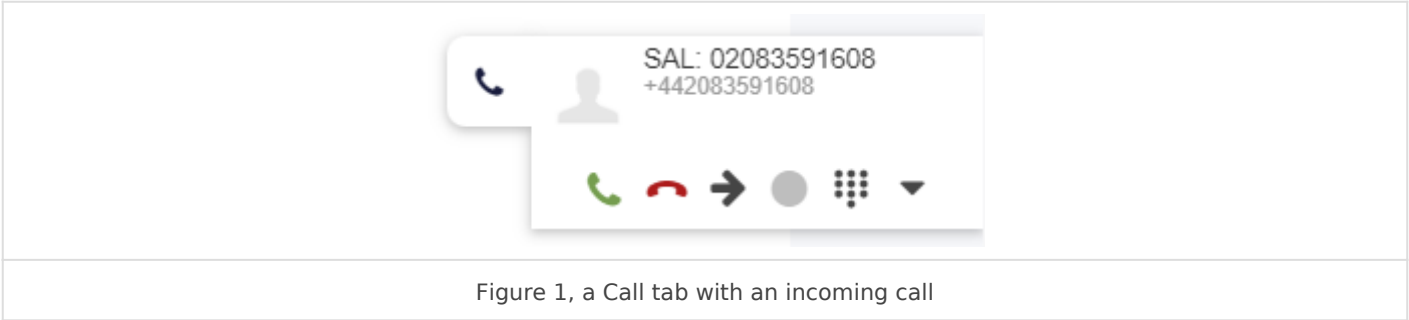 SAL: 02083591608
+442083591608
Figure 1, a Call tab with an incoming call